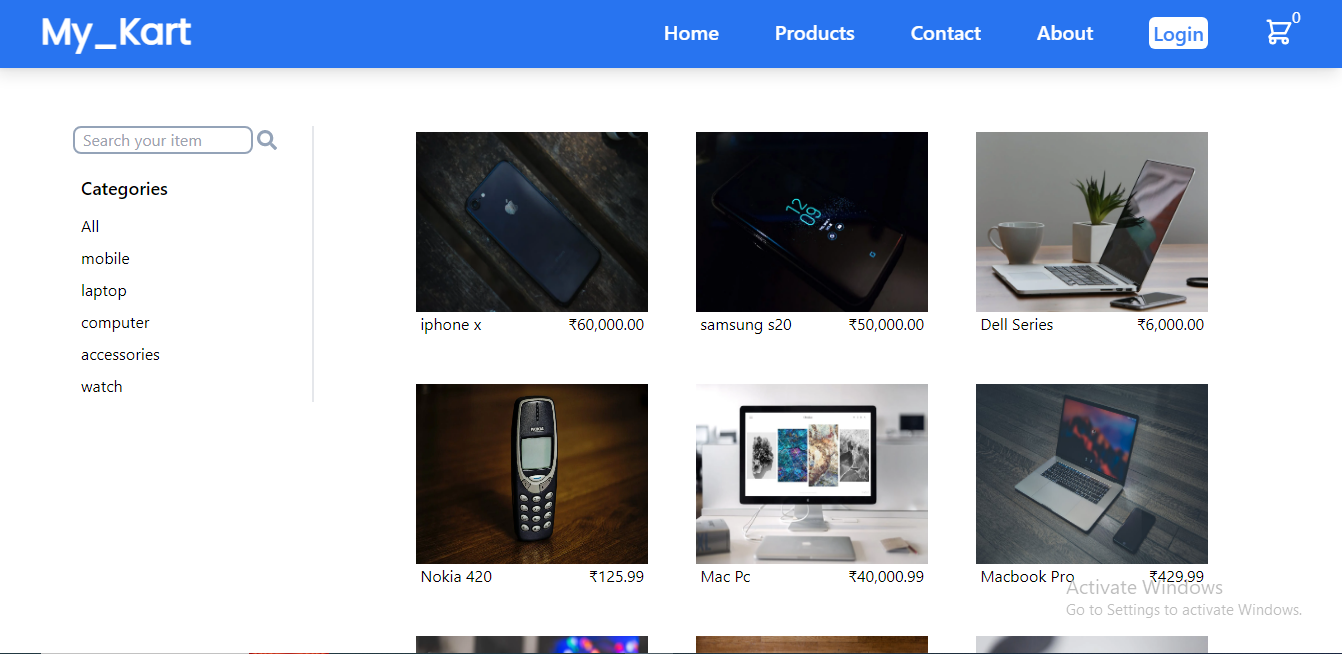 My_Kart
Home Products Contact About Login 0
Search your item
Categories
All
mobile
laptop
computer
accessories
watch
iphone x ₹60,000.00
samsung s20 ₹50,000.00
Dell Series ₹6,000.00
Nokia 420 ₹125.99
Mac Pc ₹40,000.99
Macbook Pro ₹429.99
NOKIA
12
09
Activate Windows
Go to Settings to activate Windows.